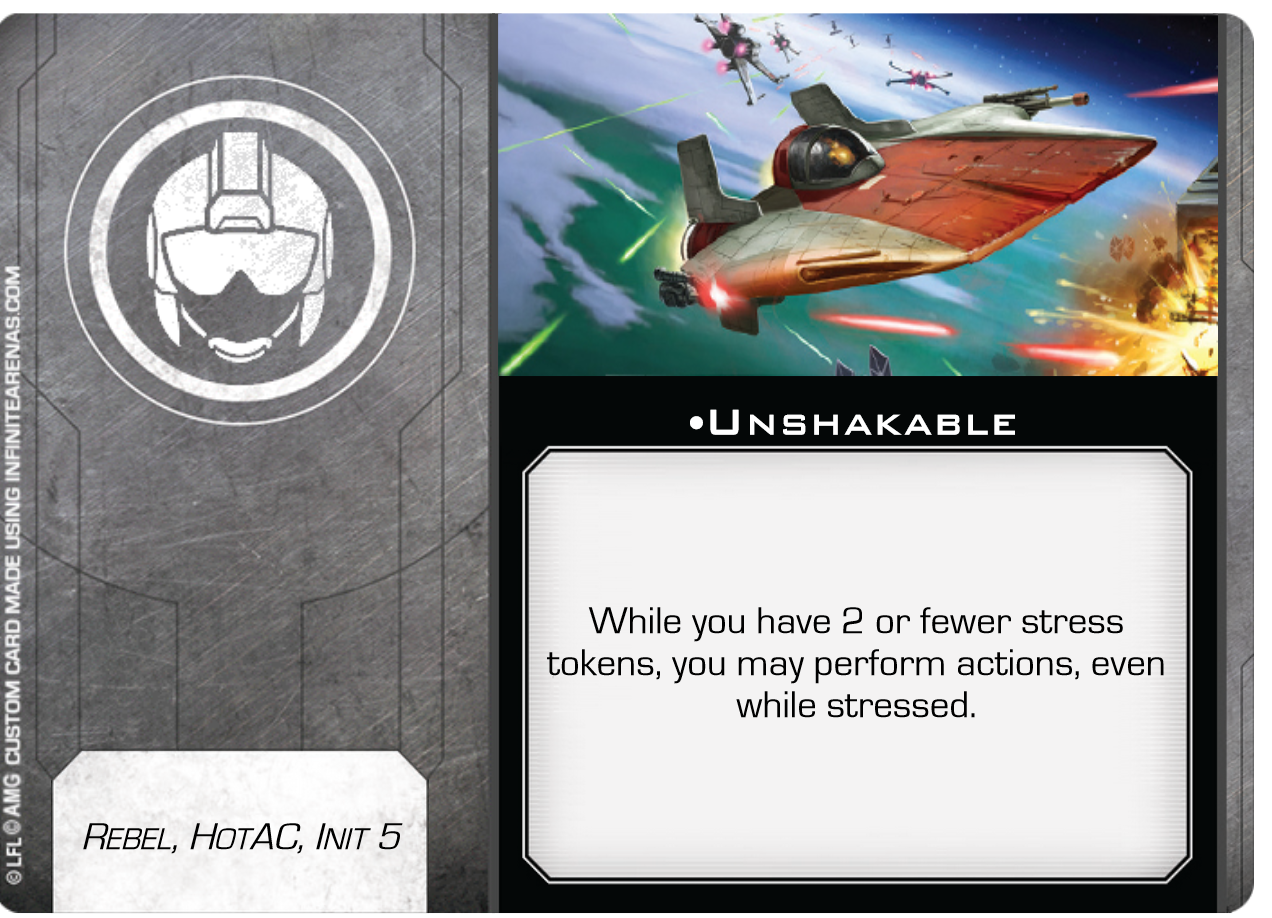 •Unshakable
While you have 2 or fewer stress
tokens, you may perform actions, even
while stressed.
Rebel, HotAC, Init 5
©LFL ©AMG CUSTOM CARD MADE USING INFINITEARENAS.COM